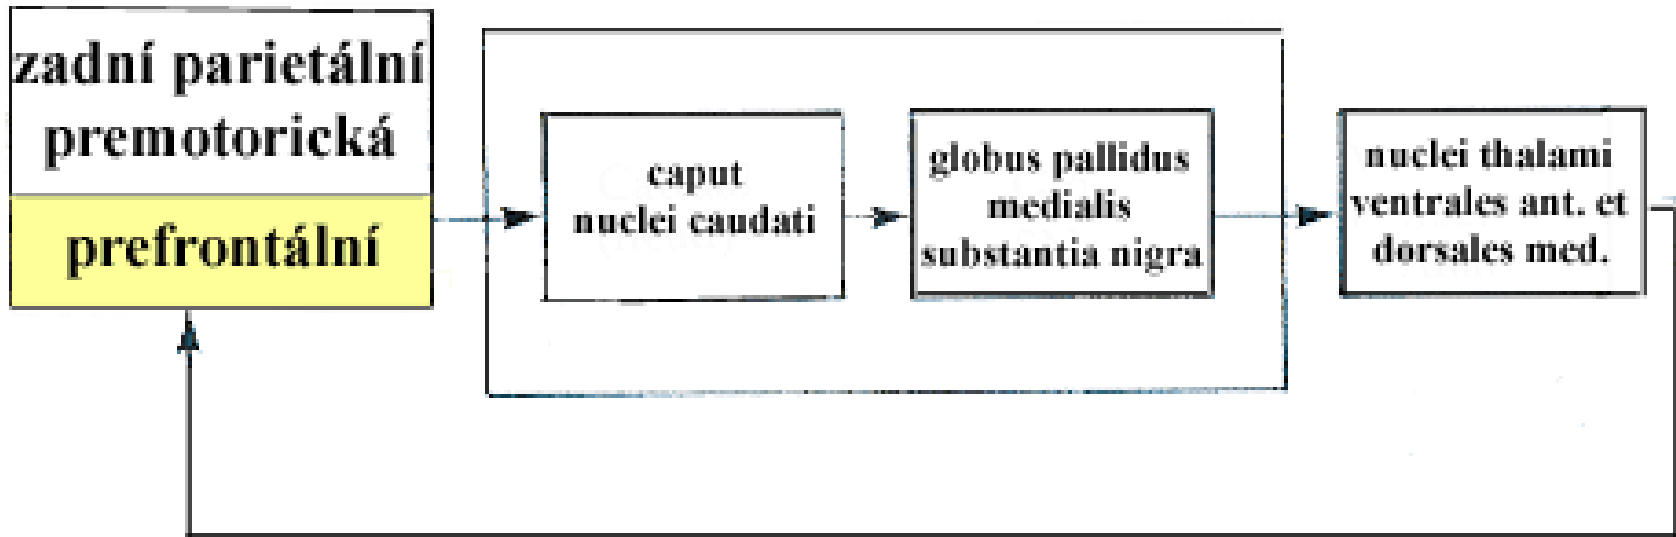 zadní parietální
premotorická
prefrontální
caput
nuclei caudati
globus pallidus
medialis
substantia nigra
nuclei thalami
ventrales ant. et
dorsales med.